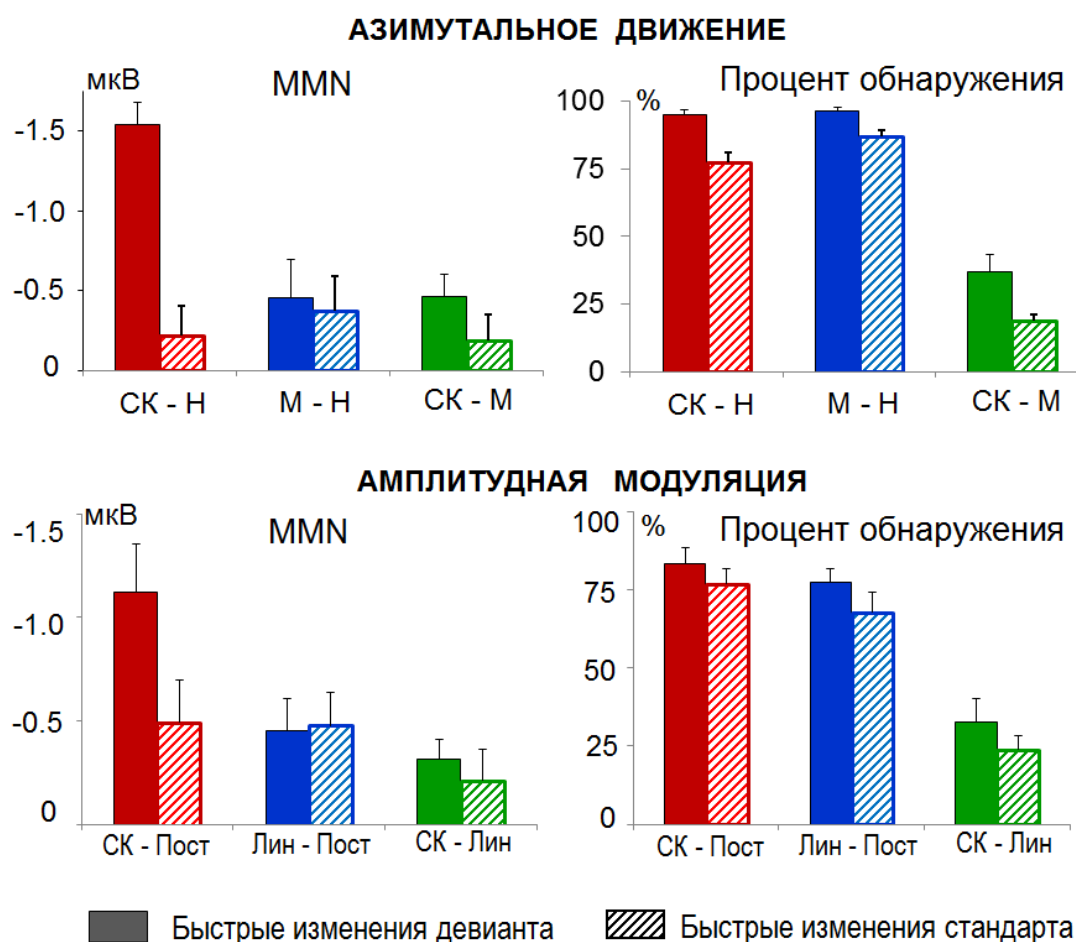 АЗИМУТАЛЬНОЕ ДВИЖЕНИЕ
мкВ
MMN
-1.5
-1.0
-0.5
0
СК - Н
М - Н
СК - М
Процент обнаружения
%
100
75
50
25
0
СК - Н
М - Н
СК - М
АМПЛИТУДНАЯ МОДУЛЯЦИЯ
мкВ
MMN
-1.5
-1.0
-0.5
0
СК - Пост
Лин - Пост
СК - Лин
Процент обнаружения
%
100
75
50
25
0
СК - Пост
Лин - Пост
СК - Лин
Быстрые изменения девианта
Быстрые изменения стандарта